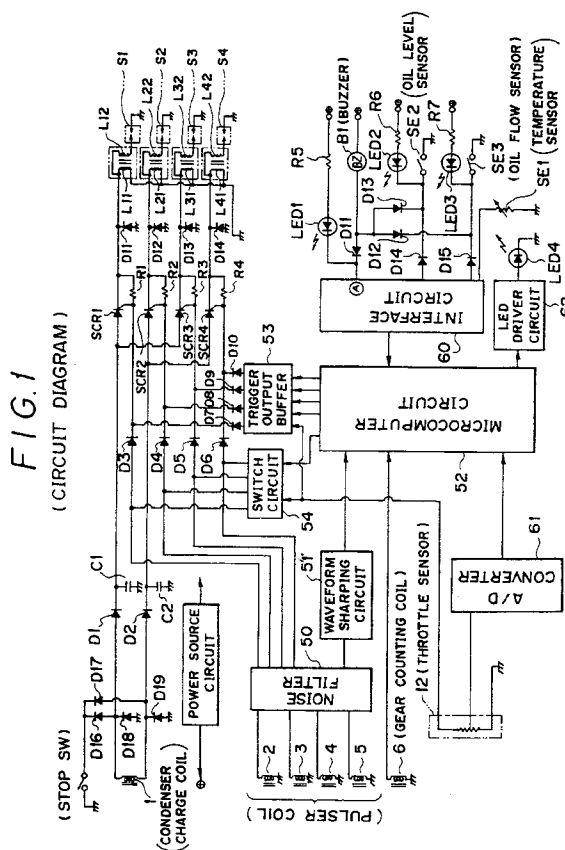 FIG. 1
(CIRCUIT DIAGRAM)
(STOP SW)
D16
D17
D18
D19
1
(CONDENSER CHARGE COIL)
D1
D2
C1
C2
POWER SOURCE CIRCUIT
D3
D4
D5
D6
SCR1
SCR2
SCR3
SCR4
R1
R2
R3
R4
D11
D12
D13
D14
L11
L21
L31
L41
L12
L22
L32
L42
S1
S2
S3
S4
(PULSER COIL)
2
3
4
5
6 (GEAR COUNTING COIL)
NOISE FILTER
50
WAVEFORM SHARPING CIRCUIT
51
SWITCH CIRCUIT
54
TRIGGER OUTPUT BUFFER
53
D7
D8
D9
D10
MICROCOMPUTER CIRCUIT
52
12 (THROTTLE SENSOR)
A/D CONVERTER
61
INTERFACE CIRCUIT
60
A
LED DRIVER CIRCUIT
62
LED4
LED1
R5
D11
B1 (BUZZER)
BZ
D12
D13
D14
D15
LED2
R6
(OIL LEVEL SENSOR)
SE2
LED3
R7
SE3
(OIL FLOW SENSOR)
SE1
(TEMPERATURE SENSOR)